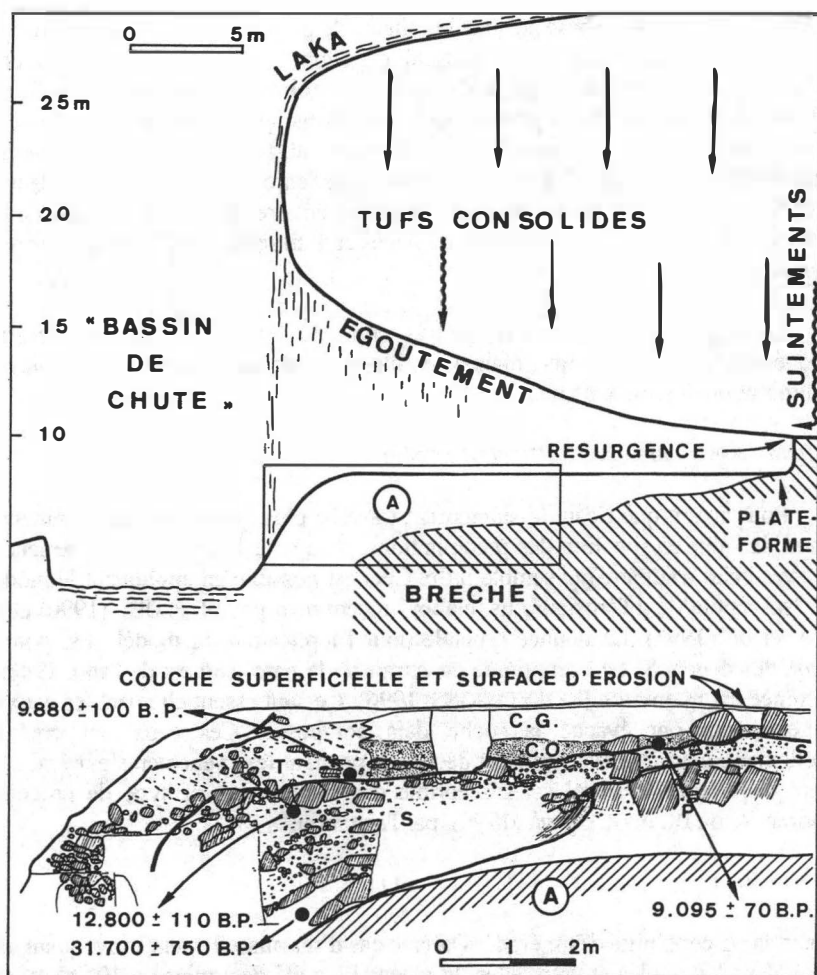 0 5m
LAKA
25m
20
TUFS CONSOLIDES
SUINTEMENTS
15
« BASSIN
DE
CHUTE »
EGOUTEMENT
10
RESURGENCE
A
PLATE-
FORME
BRECHE
COUCHE SUPERFICIELLE ET SURFACE D'EROSION
9.880±100 B.P.
C.G.
CO
S
T
S
P
A
12.800 ± 110 B.P.
31.700 ± 750 B.P.
9.095 ± 70 B.P.
0 2m